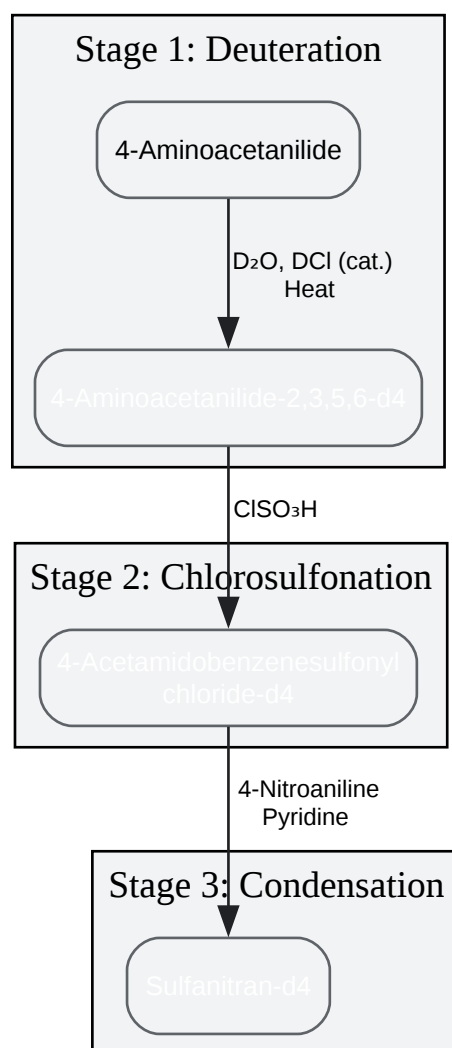 Stage 1: Deuteration
4-Aminoacetanilide
D₂O, DCl (cat.)
Heat
4-Aminoacetanilide-2,3,5,6-d4
ClSO₃H
Stage 2: Chlorosulfonation
4-Acetamidobenzenesulfonyl
chloride-d4
4-Nitroaniline
Pyridine
Stage 3: Condensation
Sulfanitran-d4